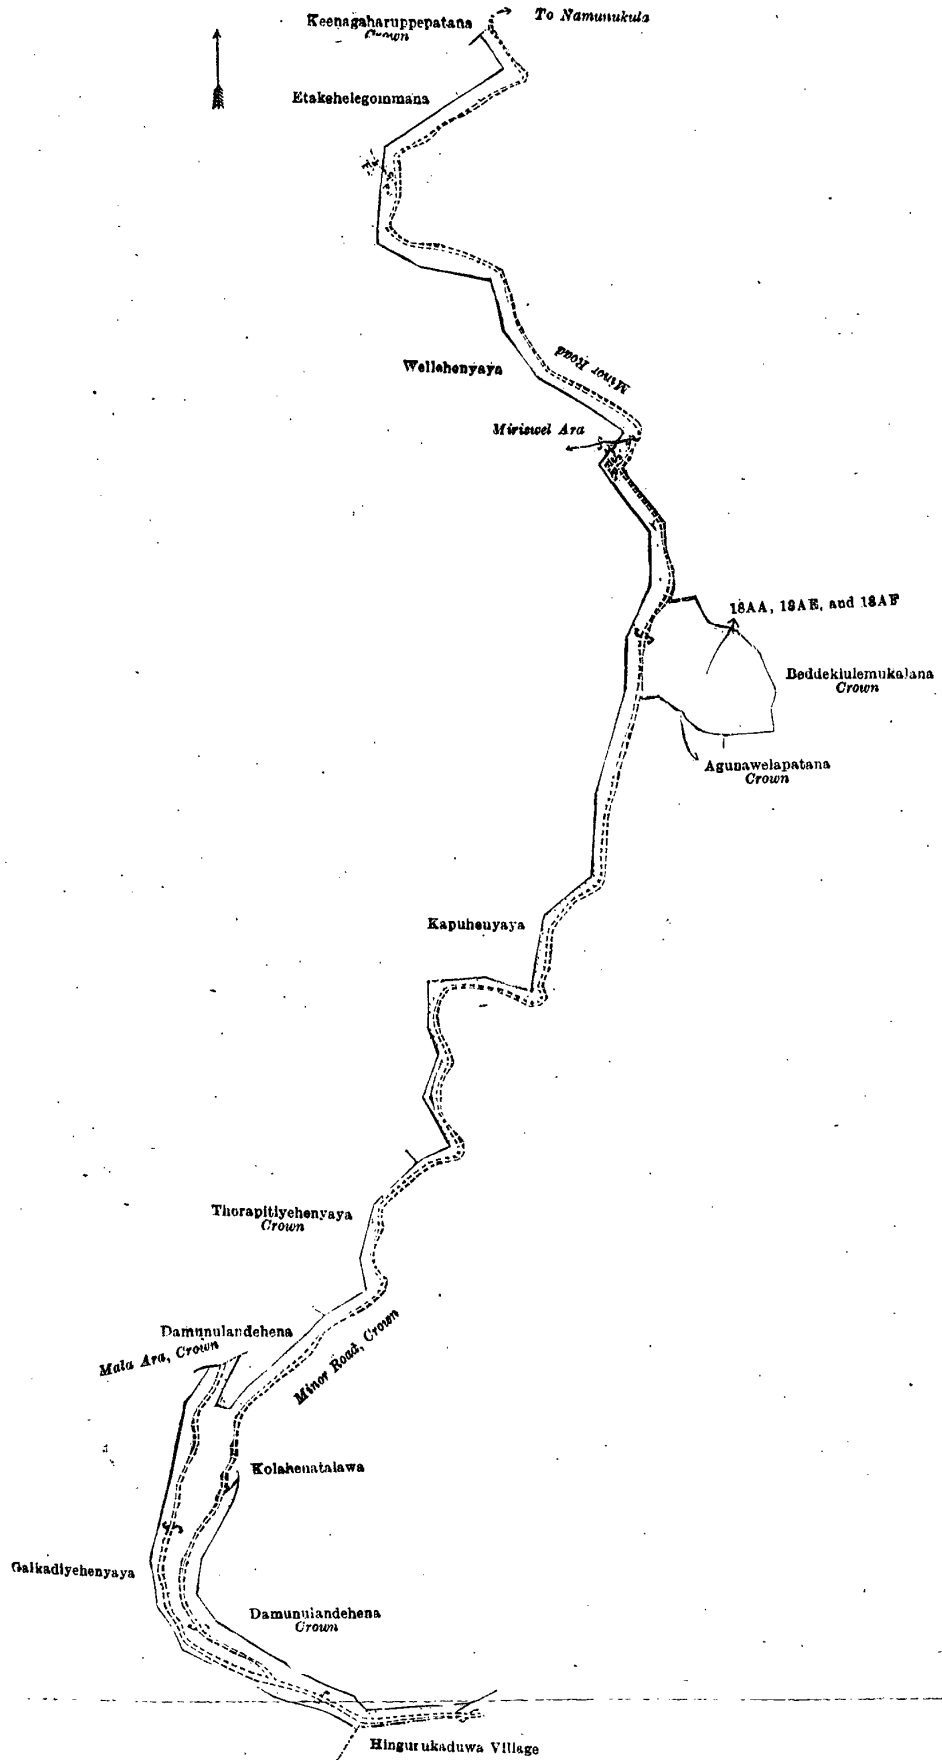 To Namunukula
Keenagaharuppepatana
Crown
Etakehelegommana
Minor Road
Wellehenyaya
Miriswel Ara
18AA, 18AE, and 18AF
Beddekiulemukalana
Crown
Agunawelapatana
Crown
Kapuhenyaya
Thorapitiyehenyaya
Crown
Damunulandehena
Mala Ara, Crown
Minor Road, Crown
Kolahenatalawa
Galkadiyehenyaya
Damunulandehena
Crown
Hingurukaduwa Village